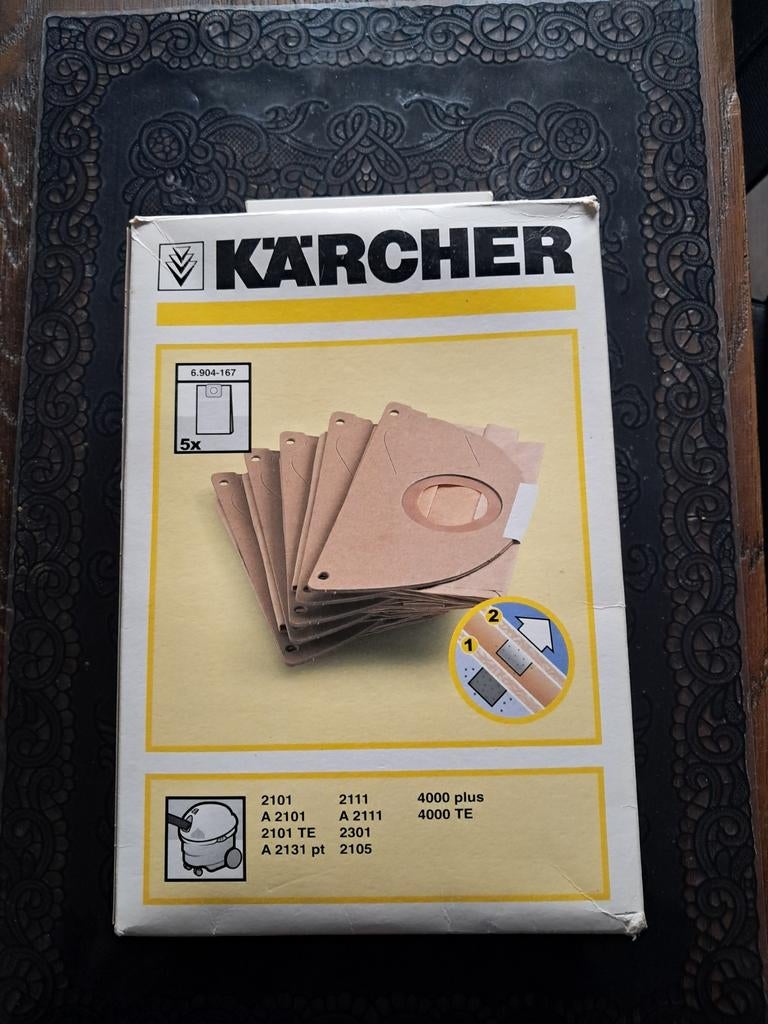 KÄRCHER
6.904-167
5x
2
1
2101 2111 4000 plus
A 2101 A 2111 4000 TE
2101 TE 2301
A 2131 pt 2105